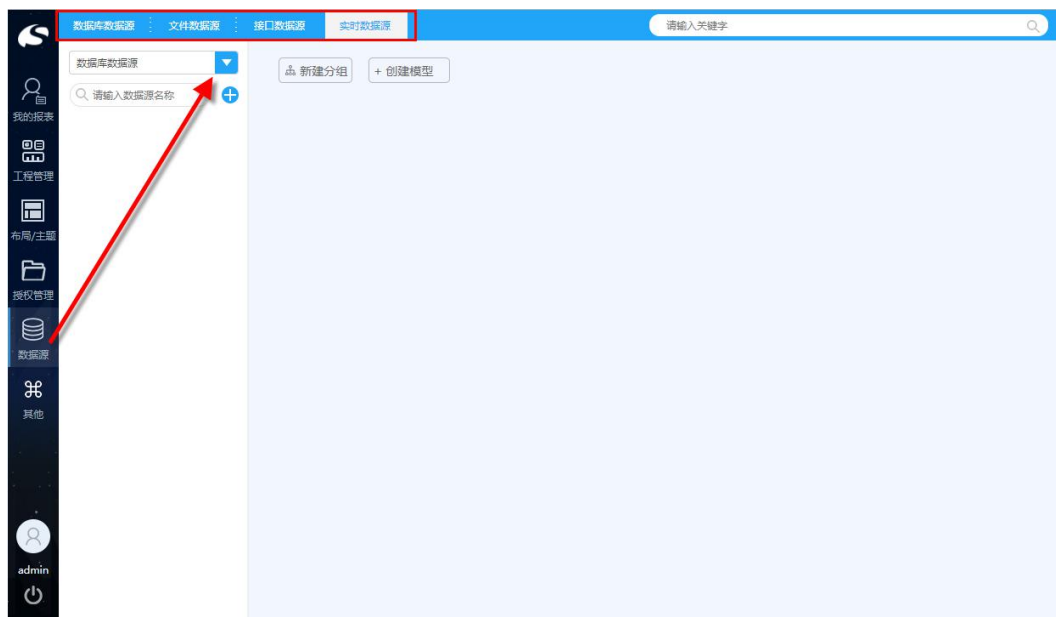 数据库数据源
文件数据源
接口数据源
实时数据源
请输入关键字
数据库数据源
请输入数据源名称
新建分组
+ 创建模型
我的报表
工程管理
布局/主题
授权管理
数据源
其他
admin